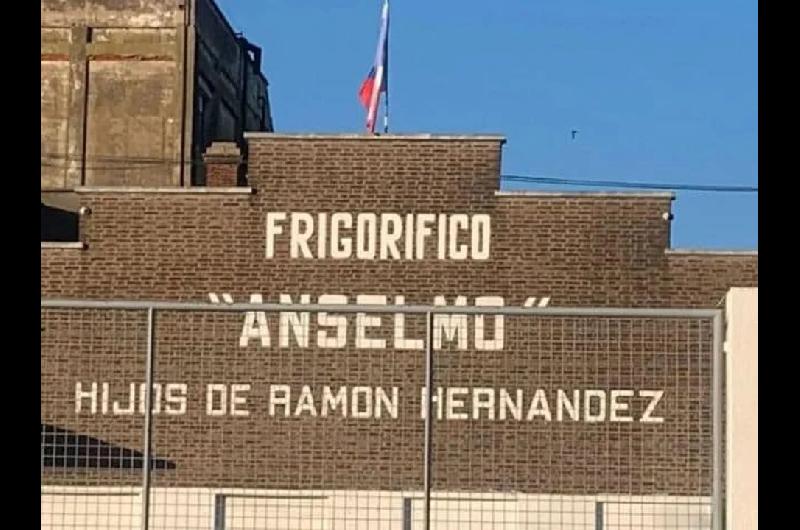 FRIGORIFICO
"ANSELMO"
HIJOS DE RAMON HERNANDEZ